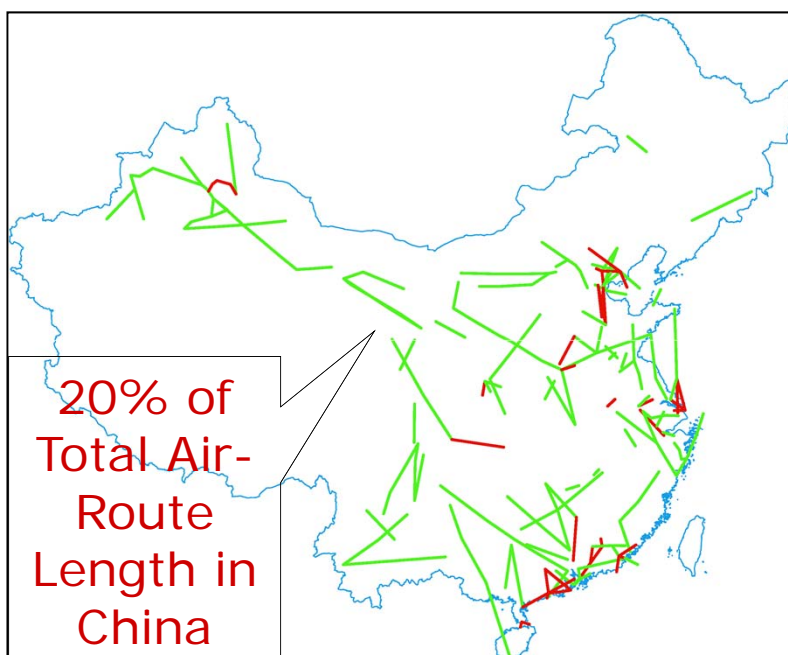 20% of
Total Air-
Route
Length in
China